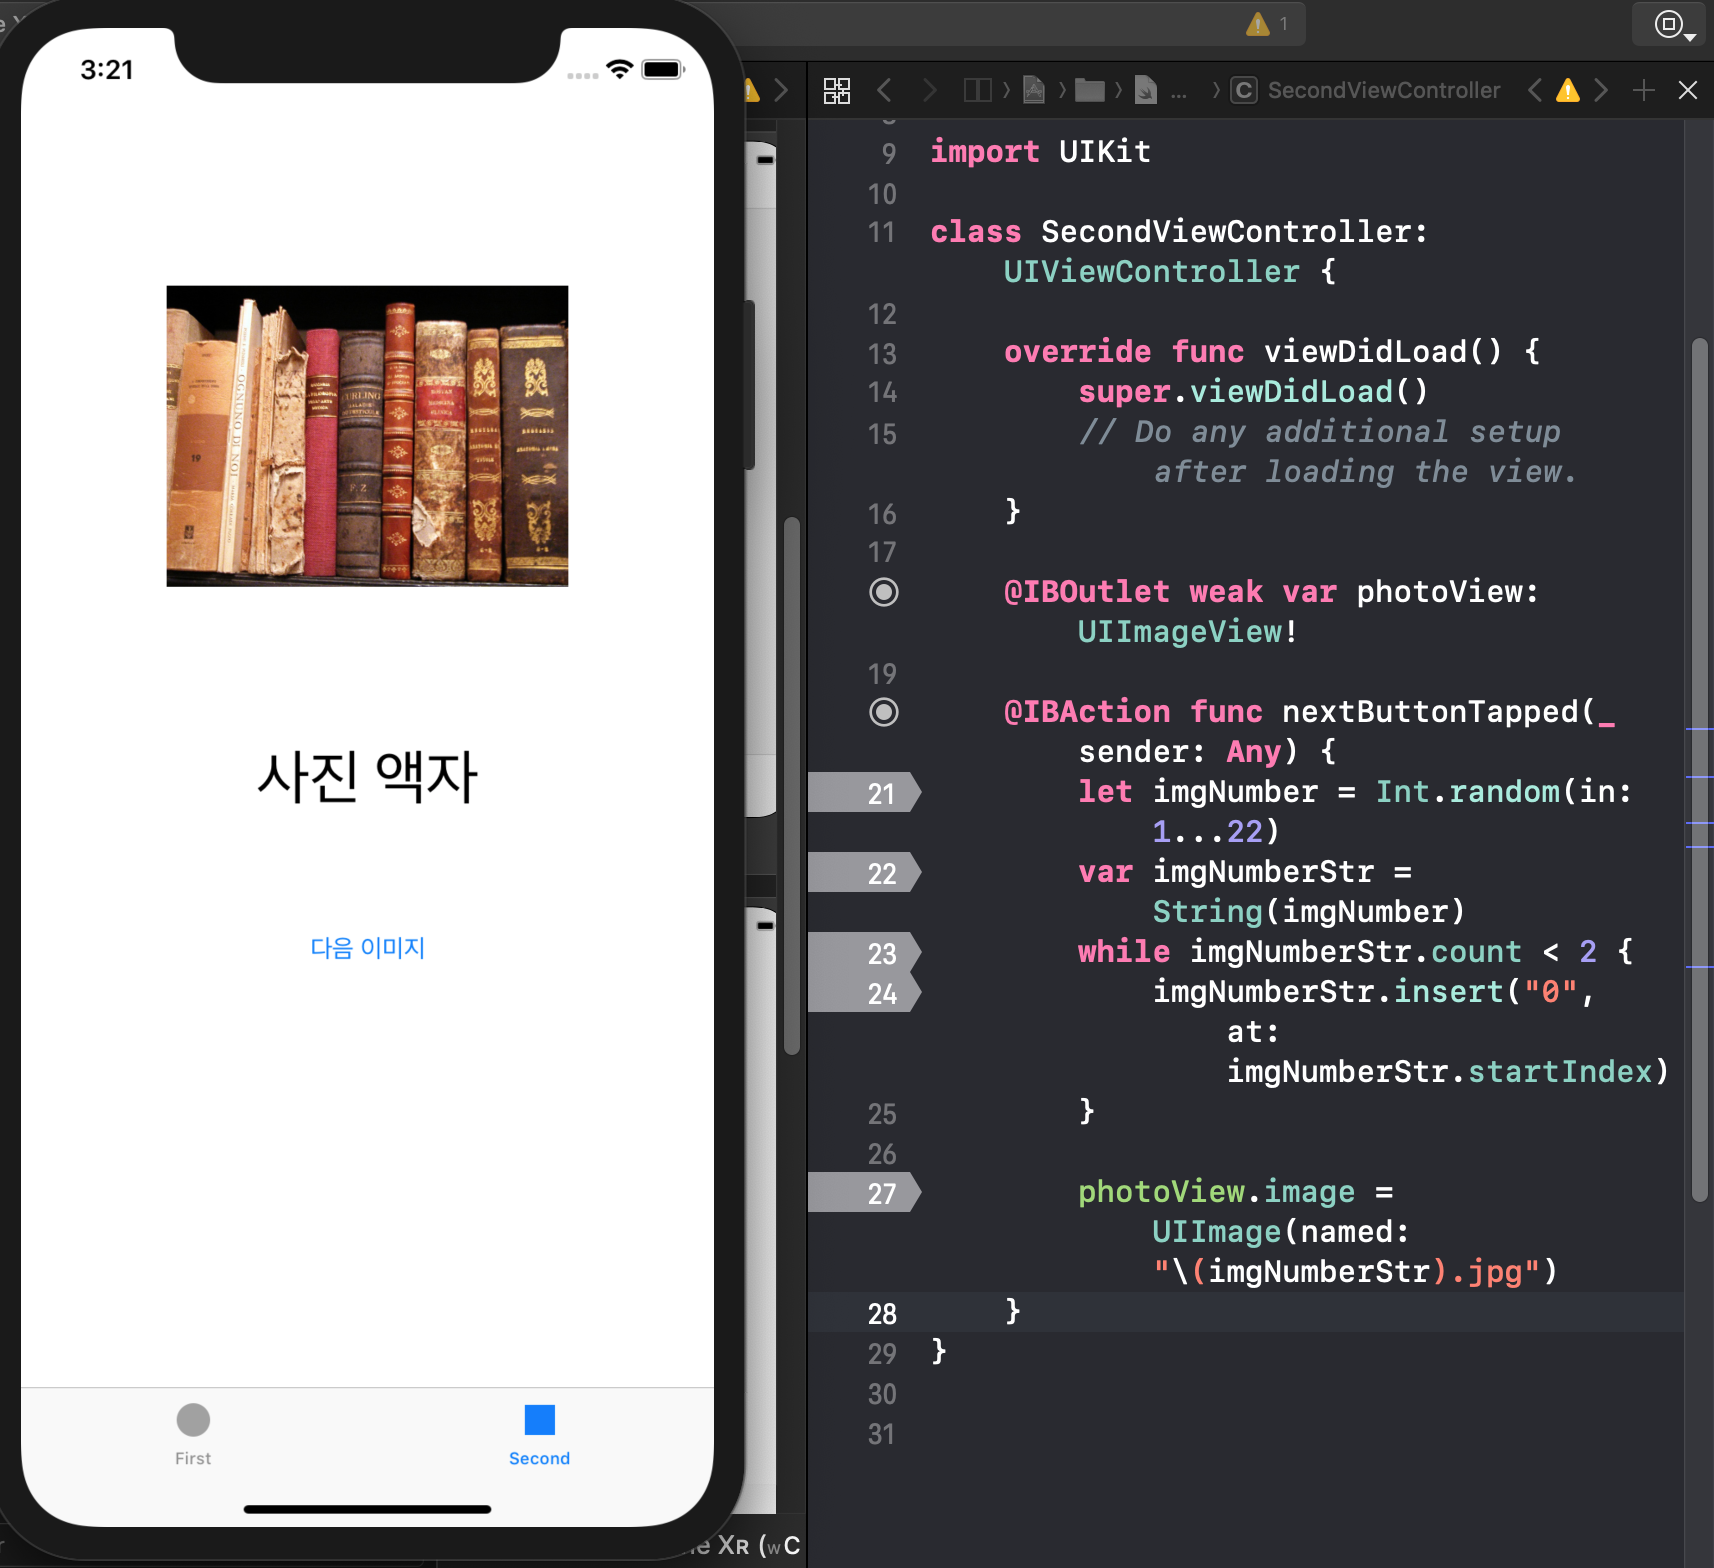 3:21
사진 액자
다음 이미지
First
Second
1
... C SecondViewController
9 import UIKit
10
11 class SecondViewController:
UIViewController {
12
13 override func viewDidLoad() {
14 super.viewDidLoad()
15 // Do any additional setup
after loading the view.
16 }
17
@IBOutlet weak var photoView:
UIImageView!
19
@IBAction func nextButtonTapped(_
sender: Any) {
21 let imgNumber = Int.random(in:
1...22)
22 var imgNumberStr =
String(imgNumber)
23 while imgNumberStr.count < 2 {
24 imgNumberStr.insert("0",
at:
imgNumberStr.startIndex)
25 }
26
27 photoView.image =
UIImage(named:
"\(imgNumberStr).jpg")
28 }
29 }
30
31
XR (wC